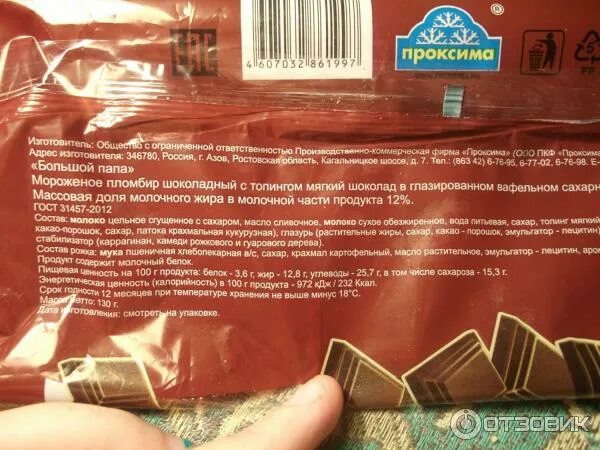 ЕАС
4607032 861997
проксима
®
5
PP
Изготовитель: Общество с ограниченной ответственностью Производственно-коммерческая фирма «Проксима» (ООО ПКФ «Проксима
Адрес изготовителя: 346780, Россия, г. Азов, Ростовская область, Кагальницкое шоссе, д. 7. Тел.: (863 42) 6-76-95, 6-77-02, 6-76-98. E-
«Большой папа»
Мороженое пломбир шоколадный с топингом мягкий шоколад в глазированном вафельном сахарн
Массовая доля молочного жира в молочной части продукта 12%.
ГОСТ 31457-2012
Состав: молоко цельное сгущенное с сахаром, масло сливочное, молоко сухое обезжиренное, вода питьевая, сахар, топинг мягкий
какао-порошок, сахар, патока крахмальная кукурузная), глазурь (растительные жиры, сахар, какао - порошок, эмульгатор - лецитин),
стабилизатор (каррагинан, камеди рожкового и гуарового дерева).
Состав рожка: мука пшеничная хлебопекарная в/с, сахар, крахмал картофельный, масло растительное, эмульгатор - лецитин, аро
Продукт содержит молочный белок.
Пищевая ценность на 100 г продукта: белок - 3,6 г, жир - 12,8 г, углеводы - 25,7 г, в том числе сахароза - 15,3 г.
Энергетическая ценность (калорийность) в 100 г продукта - 972 кДж / 232 Ккал.
Срок годности 12 месяцев при температуре хранения не выше минус 18°С.
Масса нетто: 130 г.
Дата изготовления: смотреть на упаковке.
ОТЗОВИК